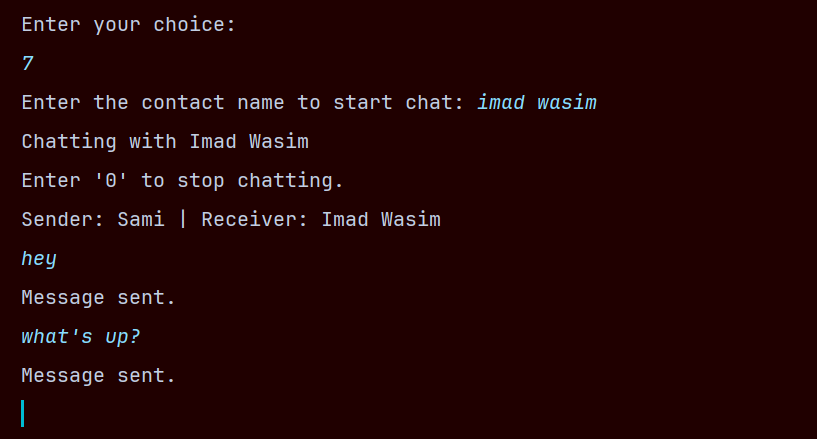 Enter your choice:
7
Enter the contact name to start chat: imad wasim
Chatting with Imad Wasim
Enter '0' to stop chatting.
Sender: Sami | Receiver: Imad Wasim
hey
Message sent.
what's up?
Message sent.